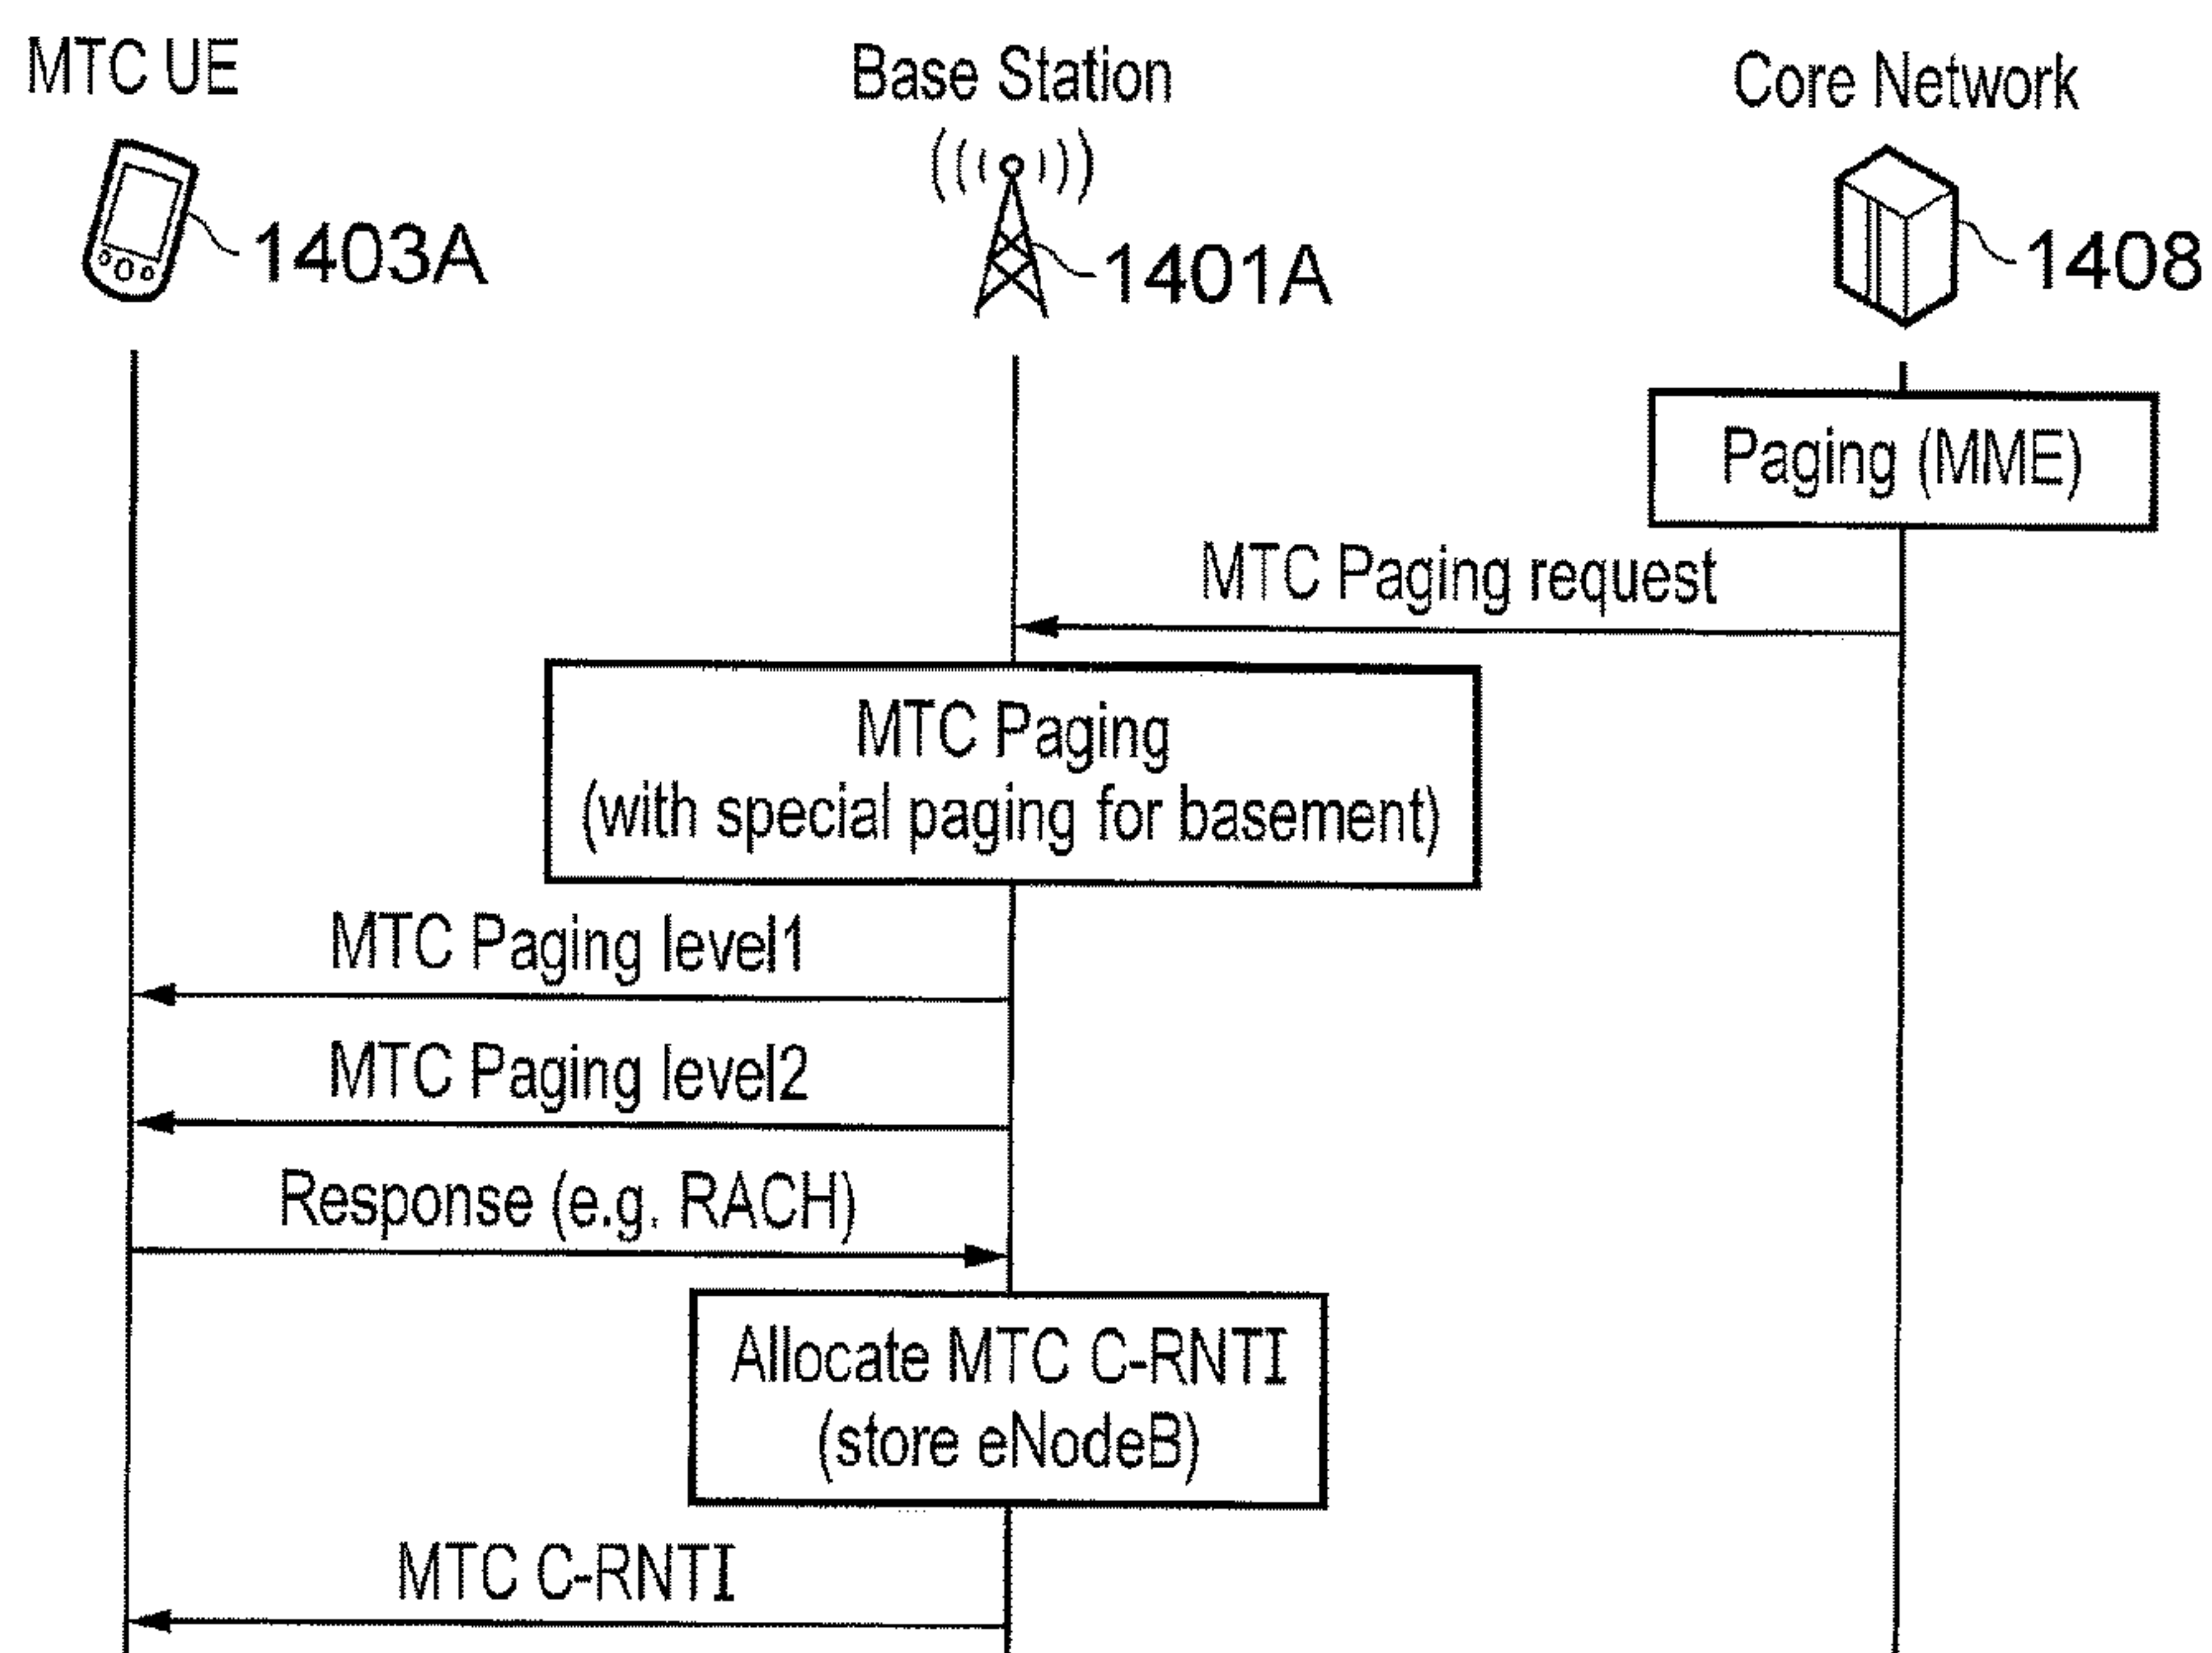 MTC UE
Base Station
Core Network
1403A
1401A
1408
Paging (MME)
MTC Paging request
MTC Paging
(with special paging for basement)
MTC Paging level1
MTC Paging level2
Response (e.g. RACH)
Allocate MTC C-RNTI
(store eNodeB)
MTC C-RNTI